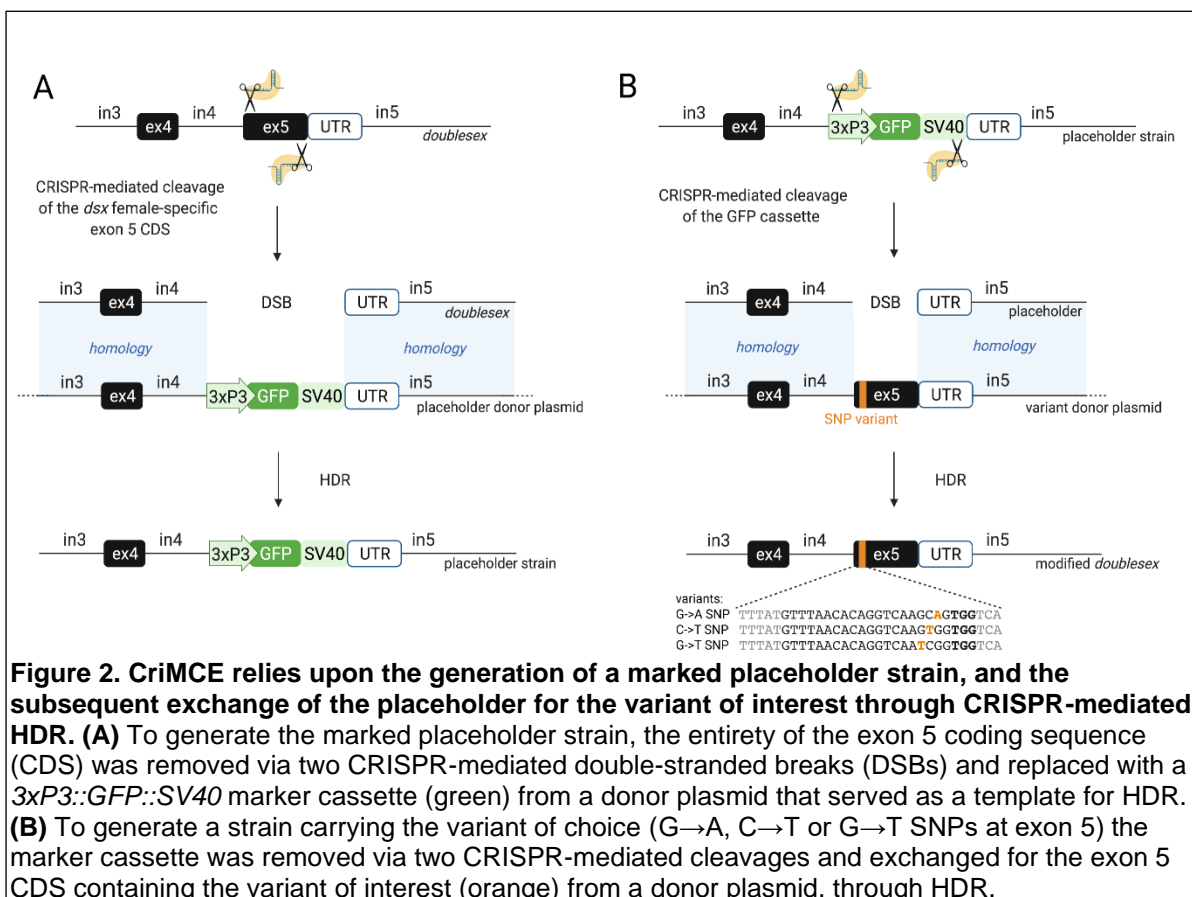 A
in3 in4 in5
ex4 ex5 UTR
doublesex
CRISPR-mediated cleavage
of the dsx female-specific
exon 5 CDS
in3 in4 DSB in5
ex4 UTR
doublesex
homology homology
in3 in4 in5
ex4 3xP3 GFP SV40 UTR
placeholder donor plasmid
HDR
in3 in4 in5
ex4 3xP3 GFP SV40 UTR
placeholder strain
B
in3 in4 in5
ex4 3xP3 GFP SV40 UTR
placeholder strain
CRISPR-mediated cleavage
of the GFP cassette
in3 in4 DSB in5
ex4 UTR
placeholder
homology homology
in3 in4 in5
ex4 ex5 UTR
variant donor plasmid
SNP variant
HDR
in3 in4 in5
ex4 ex5 UTR
modified doublesex
variants:
G->A SNP TTTATGTTTAACACAGGTCAAGCAGTGGTCA
C->T SNP TTTATGTTTAACACAGGTCAAGTGGTGGTCA
G->T SNP TTTATGTTTAACACAGGTCAATCGGTGGTCA
Figure 2. CriMCE relies upon the generation of a marked placeholder strain, and the
subsequent exchange of the placeholder for the variant of interest through CRISPR-mediated
HDR. (A) To generate the marked placeholder strain, the entirety of the exon 5 coding sequence
(CDS) was removed via two CRISPR-mediated double-stranded breaks (DSBs) and replaced with a
3xP3::GFP::SV40 marker cassette (green) from a donor plasmid that served as a template for HDR.
(B) To generate a strain carrying the variant of choice (G→A, C→T or G→T SNPs at exon 5) the
marker cassette was removed via two CRISPR-mediated cleavages and exchanged for the exon 5
CDS containing the variant of interest (orange) from a donor plasmid, through HDR.